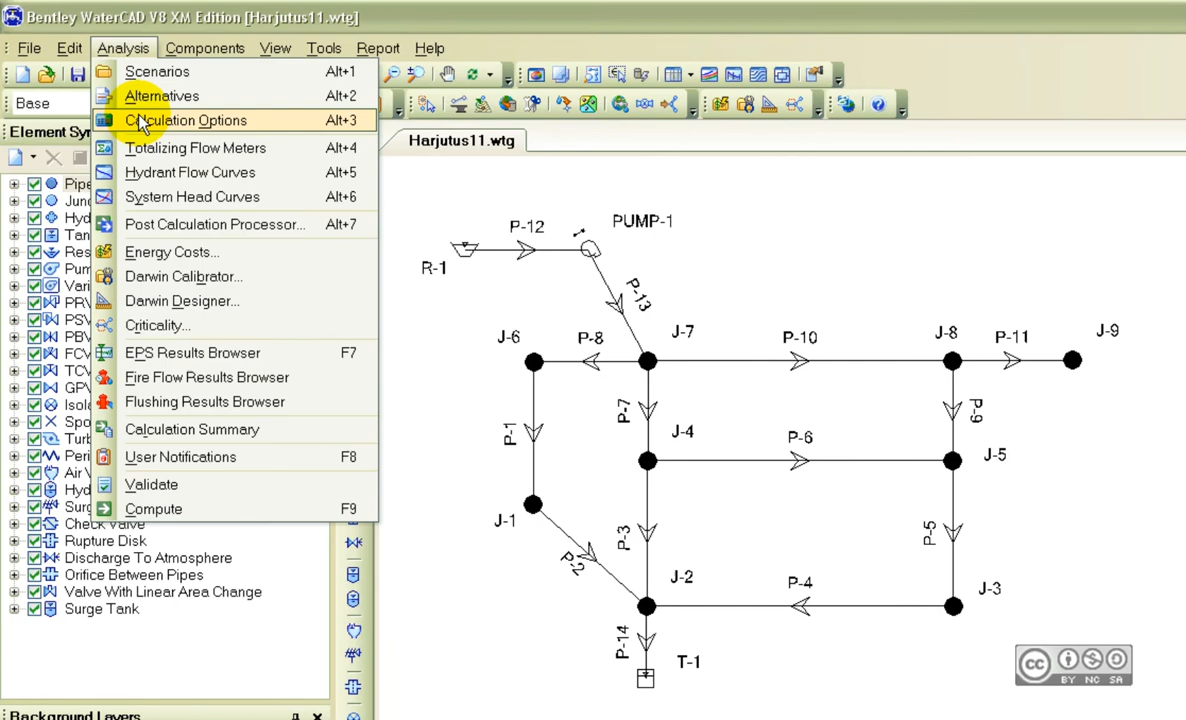 Bentley WaterCAD V8 XM Edition [Harjutus11.wtg]
File Edit Analysis Components View Tools Report Help
Base
Element Sy
Scenarios Alt+1
Alternatives Alt+2
Calculation Options Alt+3
Totalizing Flow Meters Alt+4
Hydrant Flow Curves Alt+5
System Head Curves Alt+6
Post Calculation Processor... Alt+7
Energy Costs...
Darwin Calibrator...
Darwin Designer...
Criticality...
EPS Results Browser F7
Fire Flow Results Browser
Flushing Results Browser
Calculation Summary
User Notifications F8
Validate
Compute F9
Pipe
Jun
Hyd
Tan
Res
Pum
Vari
PRV
PSV
PBV
FCV
TCV
GPV
Isola
Spo
Turb
Peri
Air V
Hyd
Surg
Check Valve
Rupture Disk
Discharge To Atmosphere
Orifice Between Pipes
Valve With Linear Area Change
Surge Tank
Background Layers
Harjutus11.wtg
P-12
PUMP-1
R-1
P-13
J-6
P-8
J-7
P-10
J-8
P-11
J-9
P-1
P-7
P-9
J-4
P-6
J-5
J-1
P-2
P-3
P-5
J-2
P-4
J-3
P-14
T-1
CC
BY NC SA